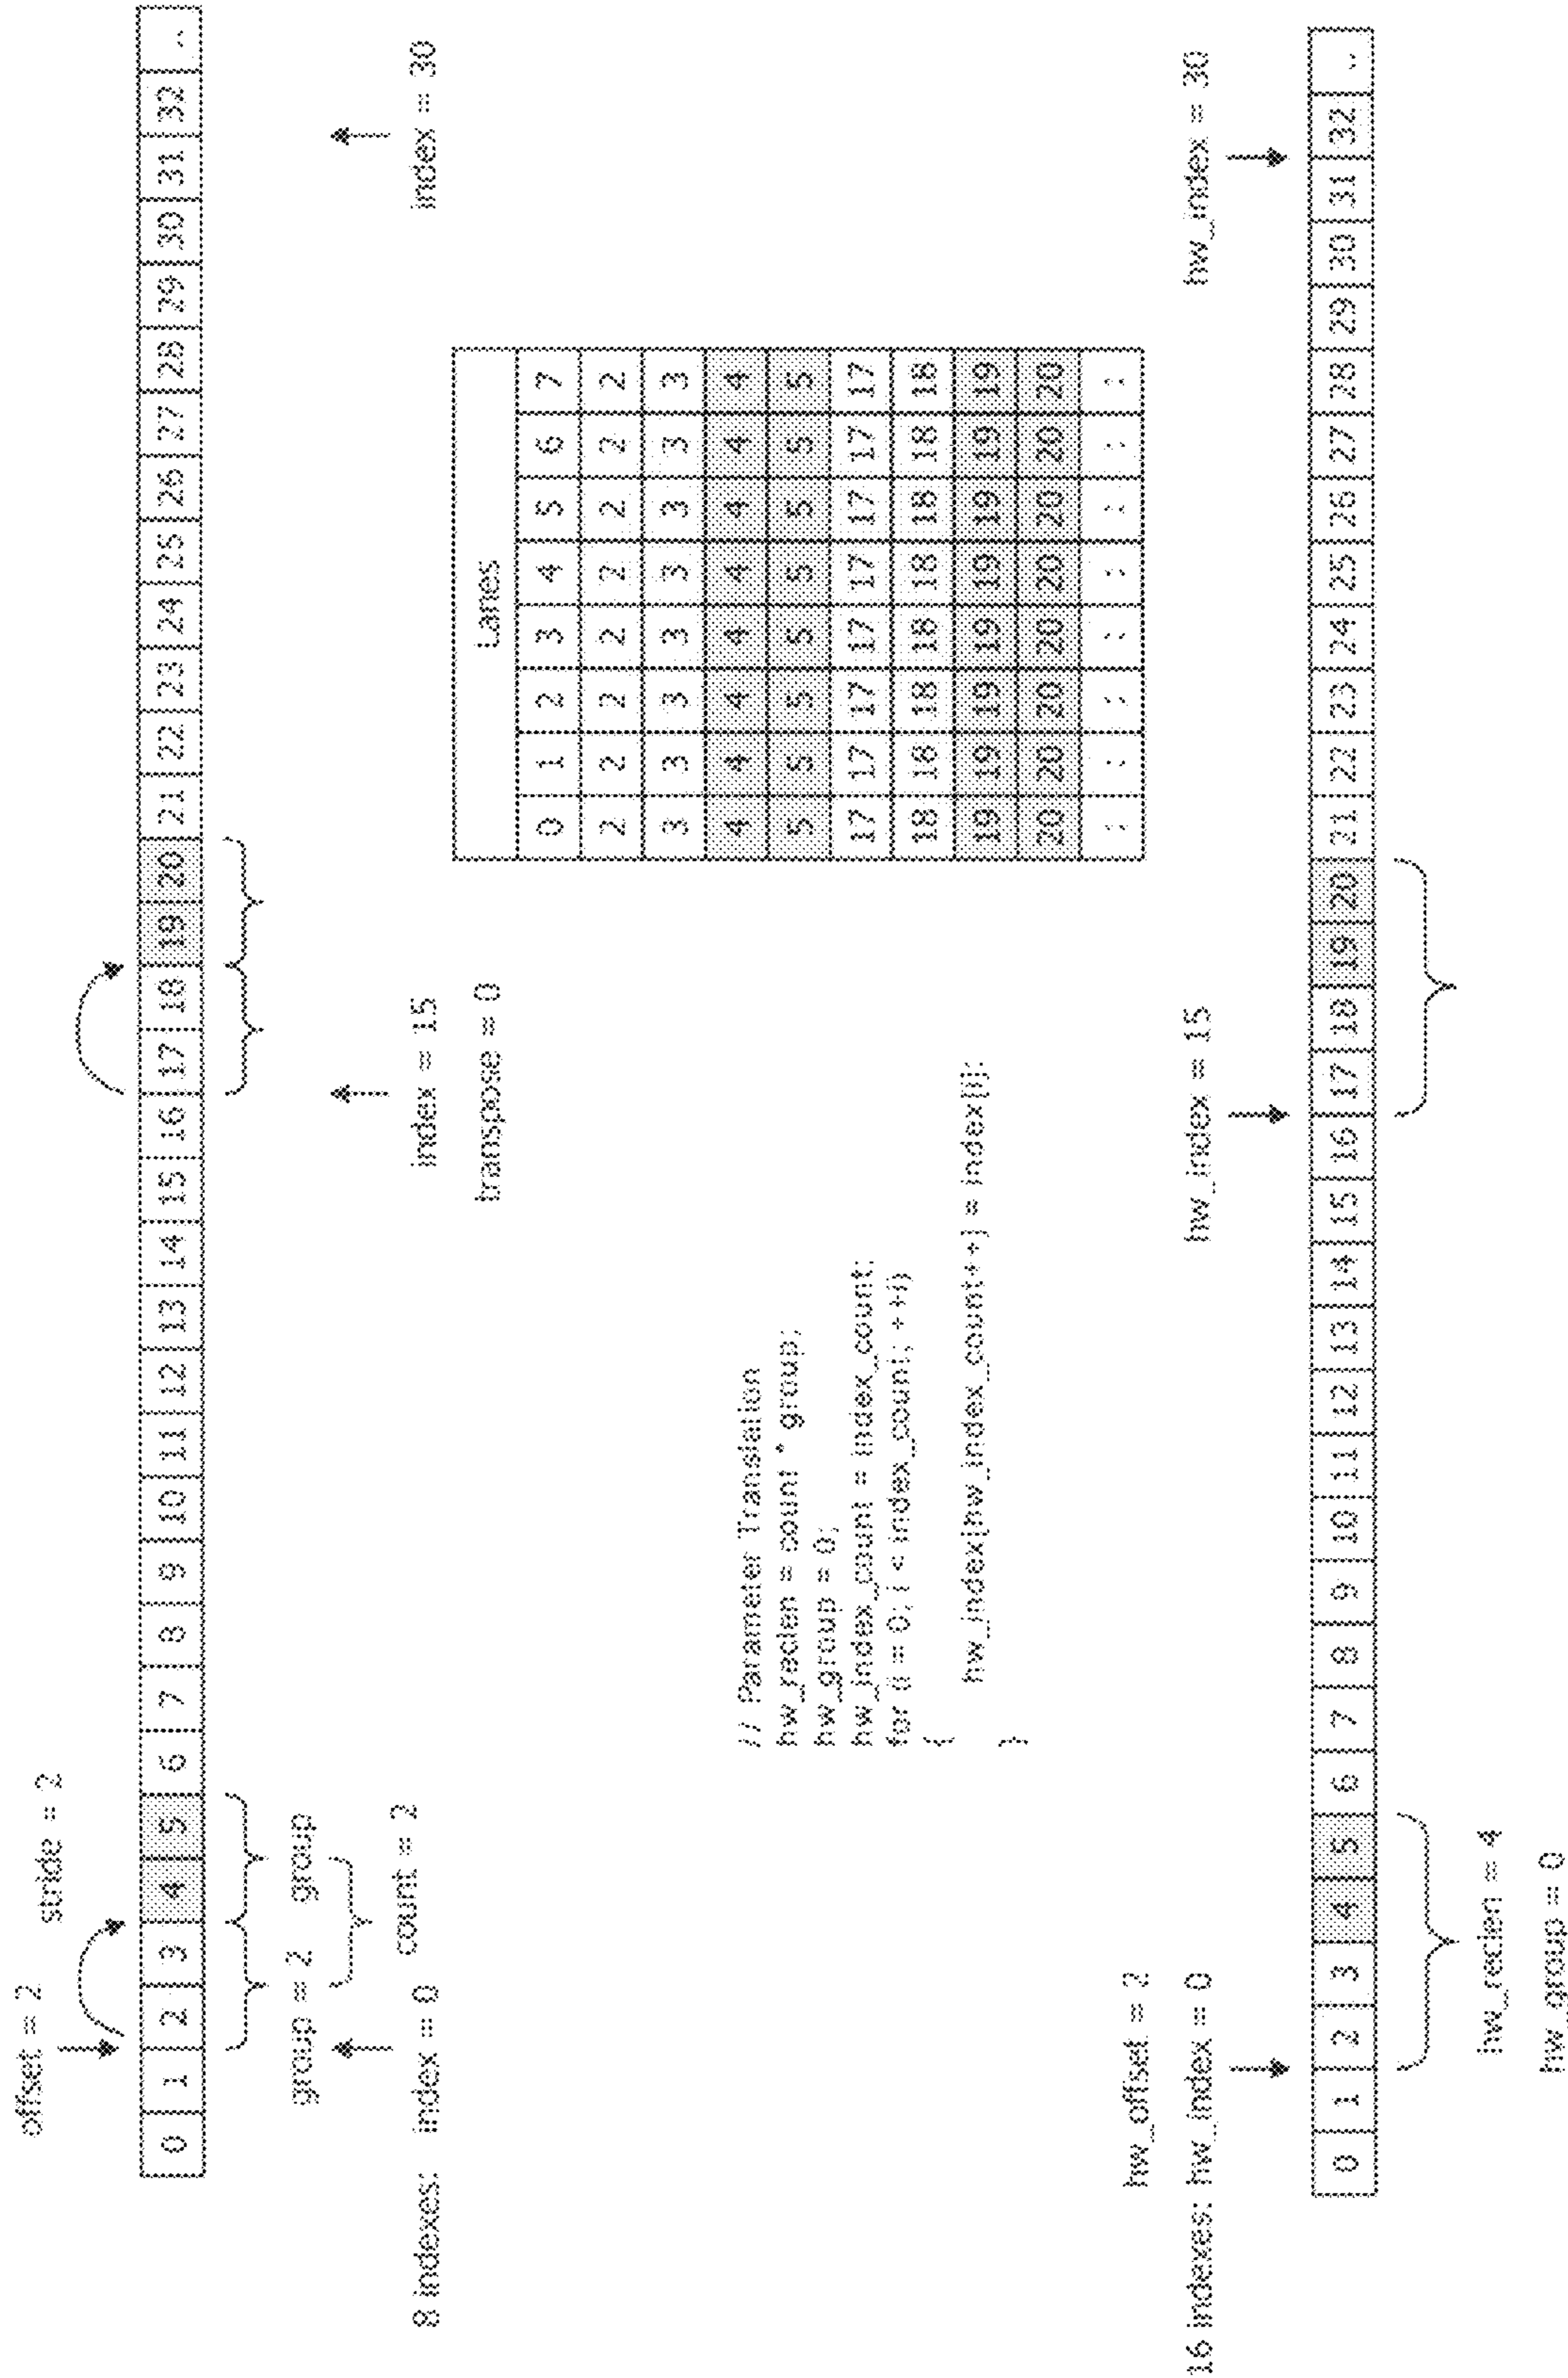 offset = 2
stride = 2
0 1 2 3 4 5 6 7 8 9 10 11 12 13 14 15 16 17 18 19 20 21 22 23 24 25 26 27 28 29 30 31 32 ..
group = 2 group
count = 2
8 indexes: index = 0
index = 15
index = 30
transpose = 0
Lanes
0 1 2 3 4 5 6 7
2 2 2 2 2 2 2 2
3 3 3 3 3 3 3 3
4 4 4 4 4 4 4 4
5 5 5 5 5 5 5 5
17 17 17 17 17 17 17 17
18 18 18 18 18 18 18 18
19 19 19 19 19 19 19 19
20 20 20 20 20 20 20 20
: : : : : : : :
// Parameter Translation
hw_reclen = count * group;
hw_group = 0;
hw_index_count = index_count;
for (i = 0; i < index_count; ++i)
{
hw_index[hw_index_count++] = index[i];
}
hw_offset = 2
16 indexes: hw_index = 0
hw_index = 15
hw_index = 30
0 1 2 3 4 5 6 7 8 9 10 11 12 13 14 15 16 17 18 19 20 21 22 23 24 25 26 27 28 29 30 31 32 ..
hw_reclen = 4
hw_group = 0